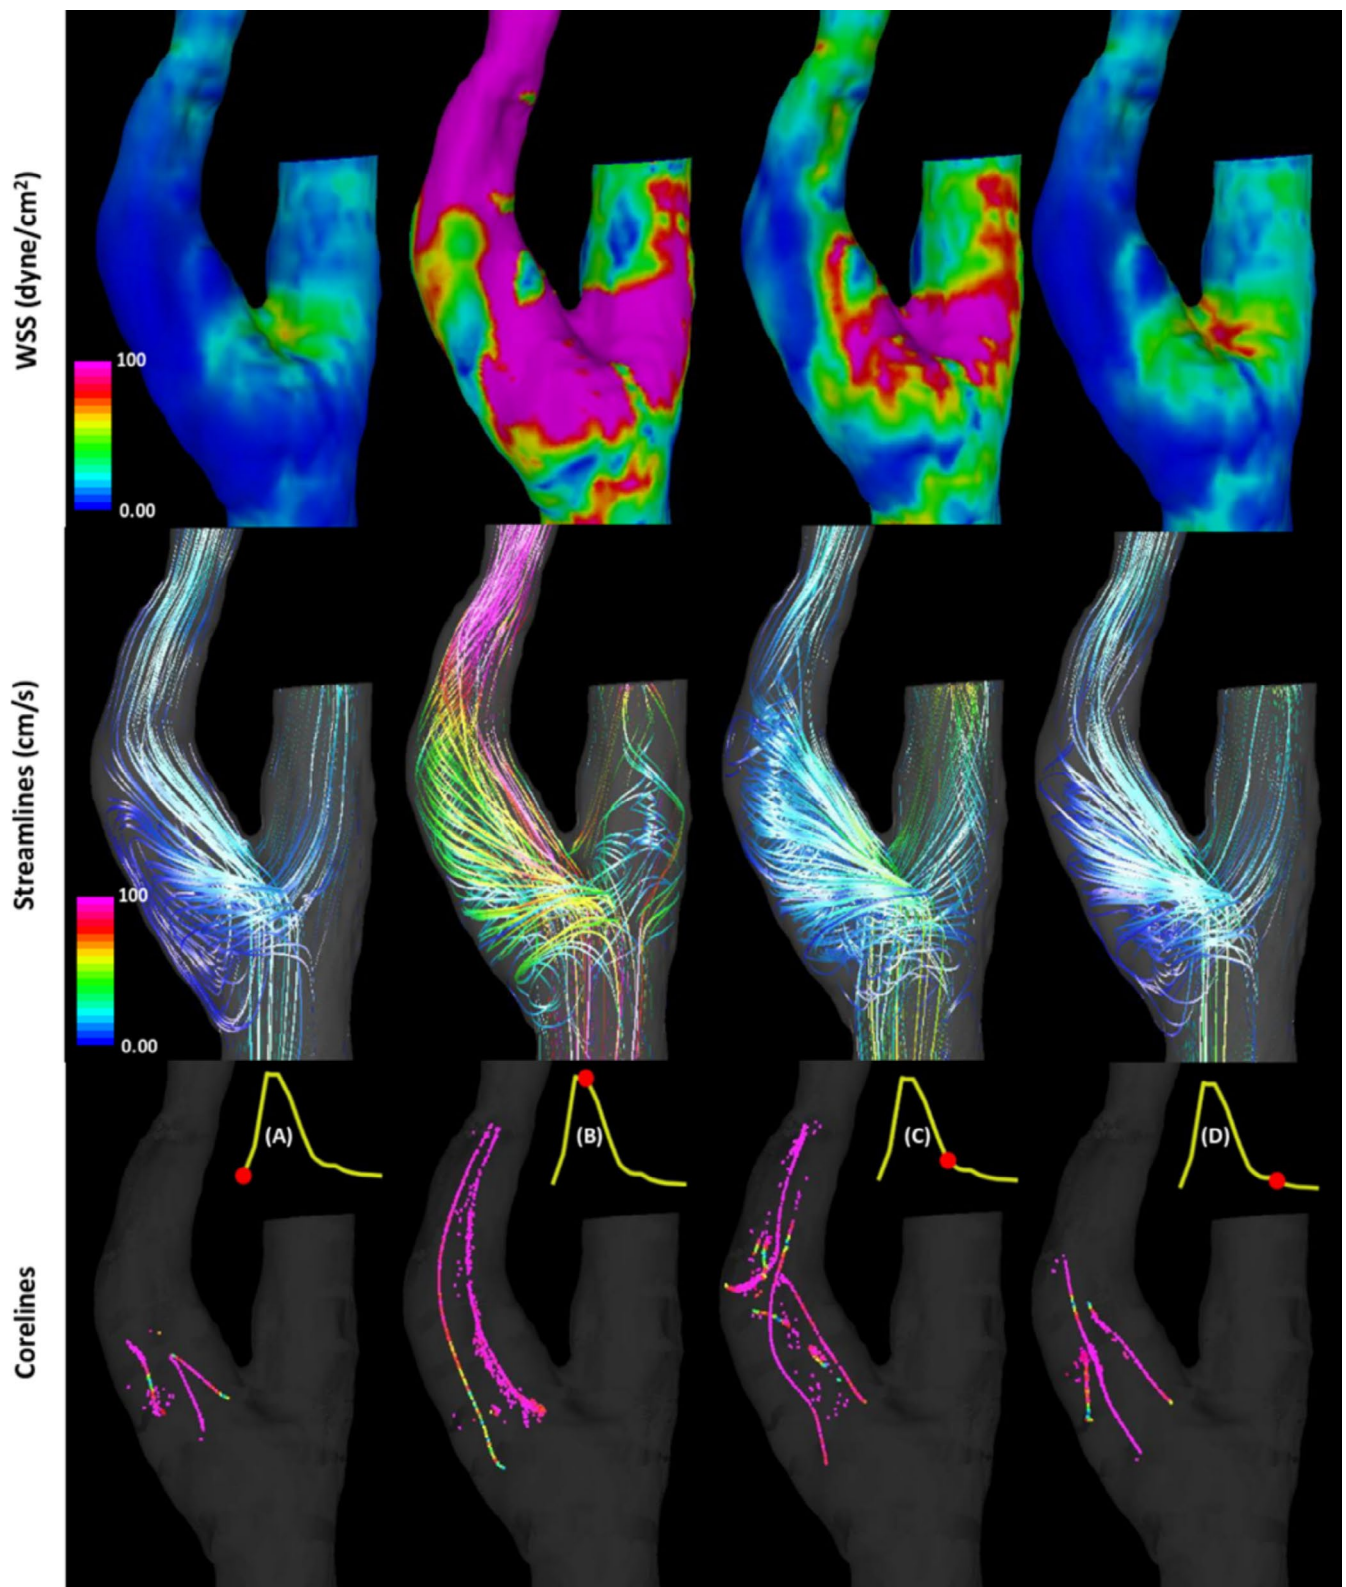 WSS (dyne/cm²)
100
0.00
Streamlines (cm/s)
100
0.00
(A)
(B)
(C)
(D)
Corelines